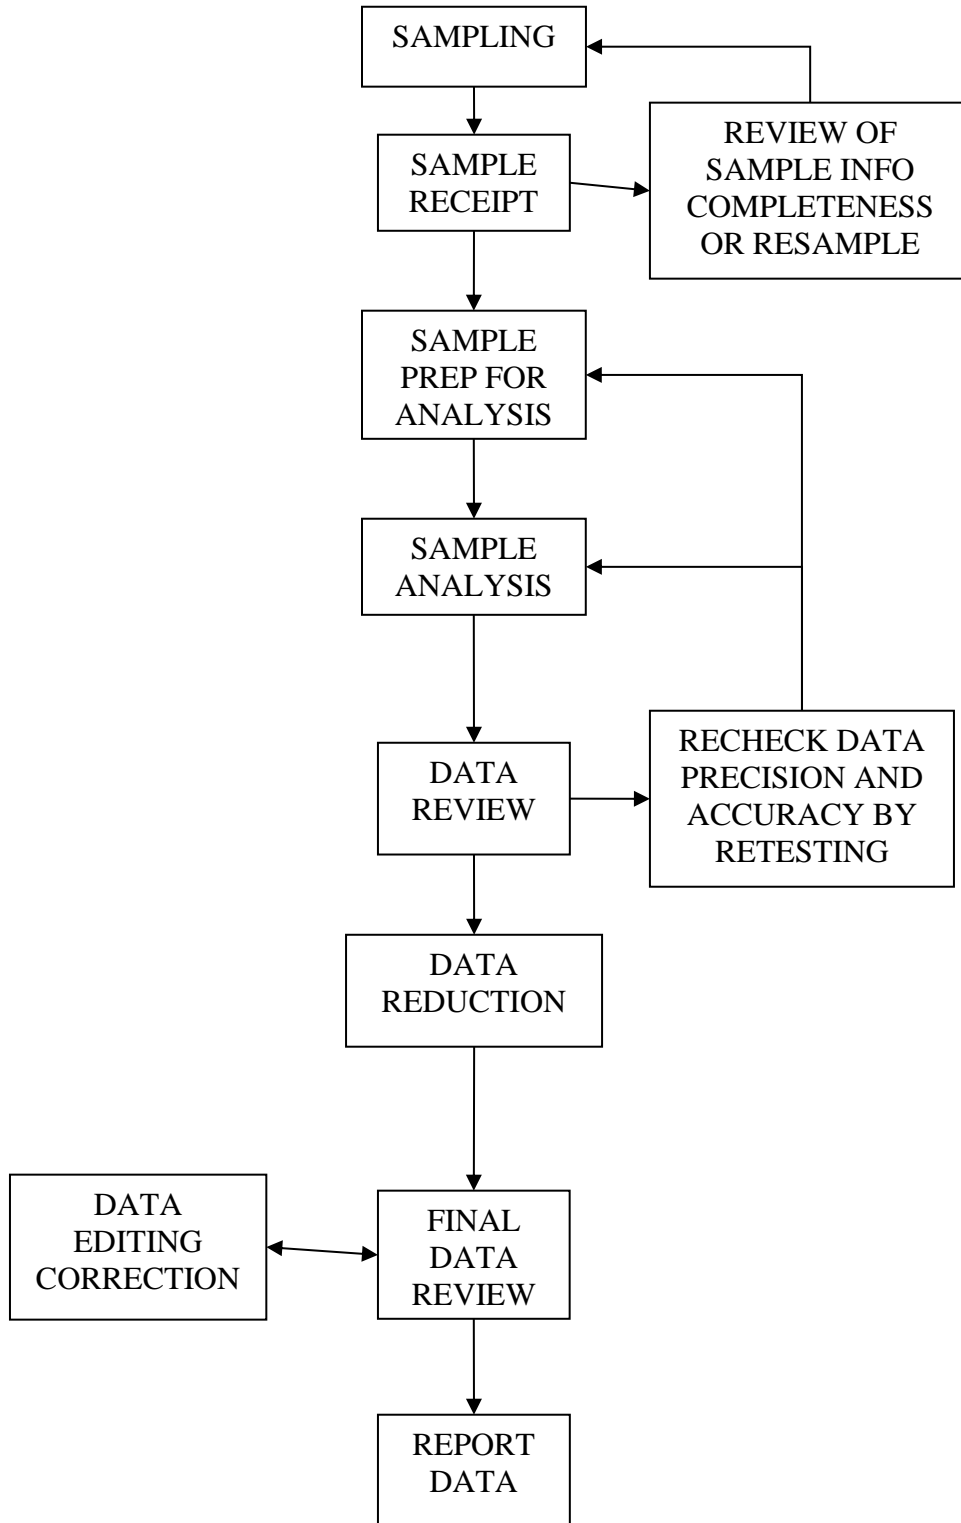 SAMPLING
REVIEW OF
SAMPLE INFO
COMPLETENESS
OR RESAMPLE
SAMPLE
RECEIPT
SAMPLE
PREP FOR
ANALYSIS
SAMPLE
ANALYSIS
DATA
REVIEW
RECHECK DATA
PRECISION AND
ACCURACY BY
RETESTING
DATA
REDUCTION
DATA
EDITING
CORRECTION
FINAL
DATA
REVIEW
REPORT
DATA